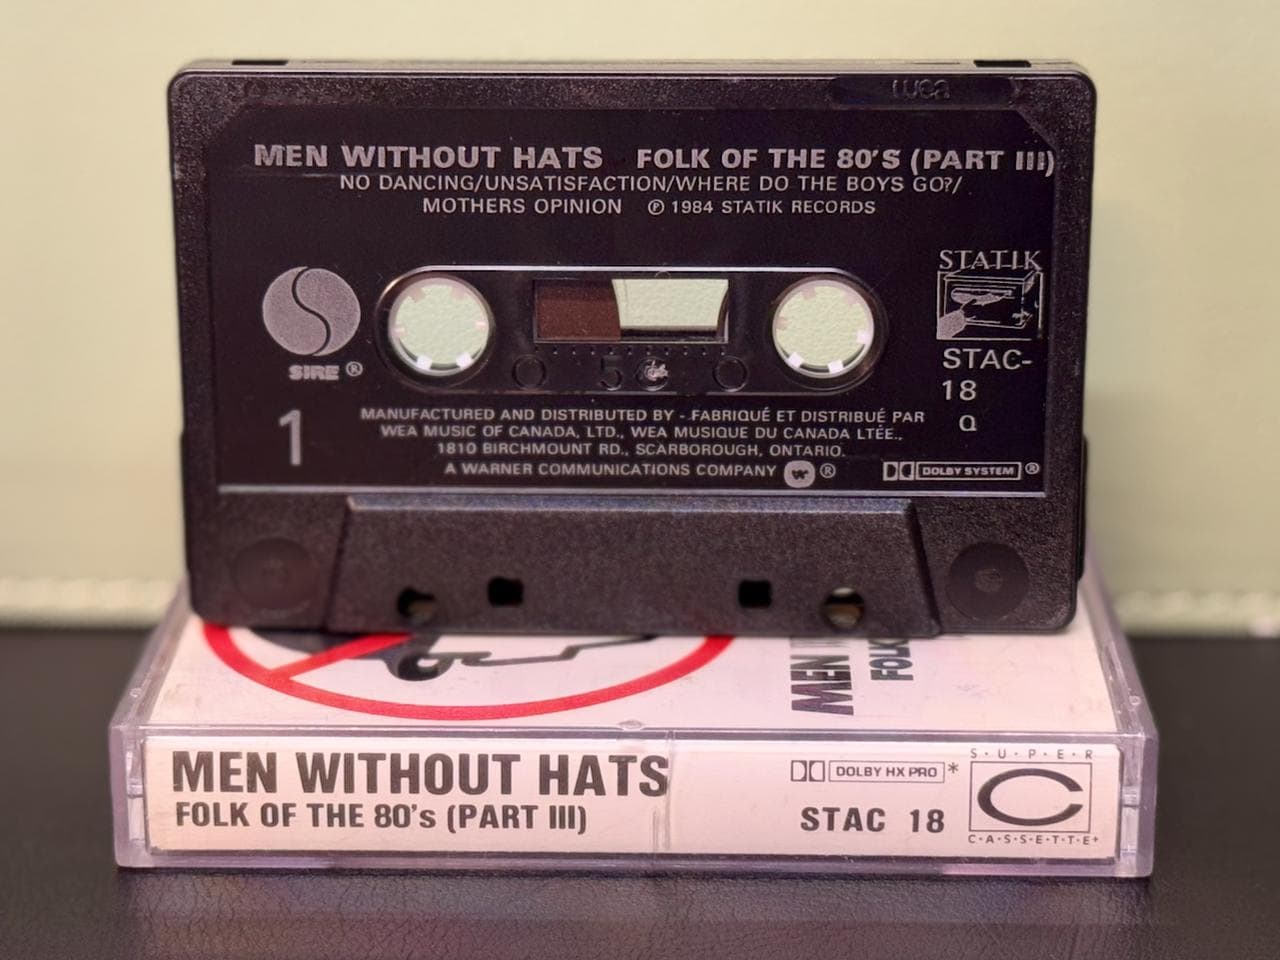 LUCA
MEN WITHOUT HATS FOLK OF THE 80'S (PART III)
NO DANCING/UNSATISFACTION/WHERE DO THE BOYS GO?/
MOTHERS OPINION ℗ 1984 STATIK RECORDS
STATIK
SIRE®
STAC-
18
Q
1
50
MANUFACTURED AND DISTRIBUTED BY - FABRIQUÉ ET DISTRIBUÉ PAR
WEA MUSIC OF CANADA, LTD., WEA MUSIQUE DU CANADA LTÉE.,
1810 BIRCHMOUNT RD., SCARBOROUGH, ONTARIO.
A WARNER COMMUNICATIONS COMPANY ®
DOLBY SYSTEM®
MEN
FOLK
MEN WITHOUT HATS
FOLK OF THE 80's (PART III)
DOLBY HX PRO*
STAC 18
S·U·P·E·R
C
C·A·S·S·E·T·T·E+